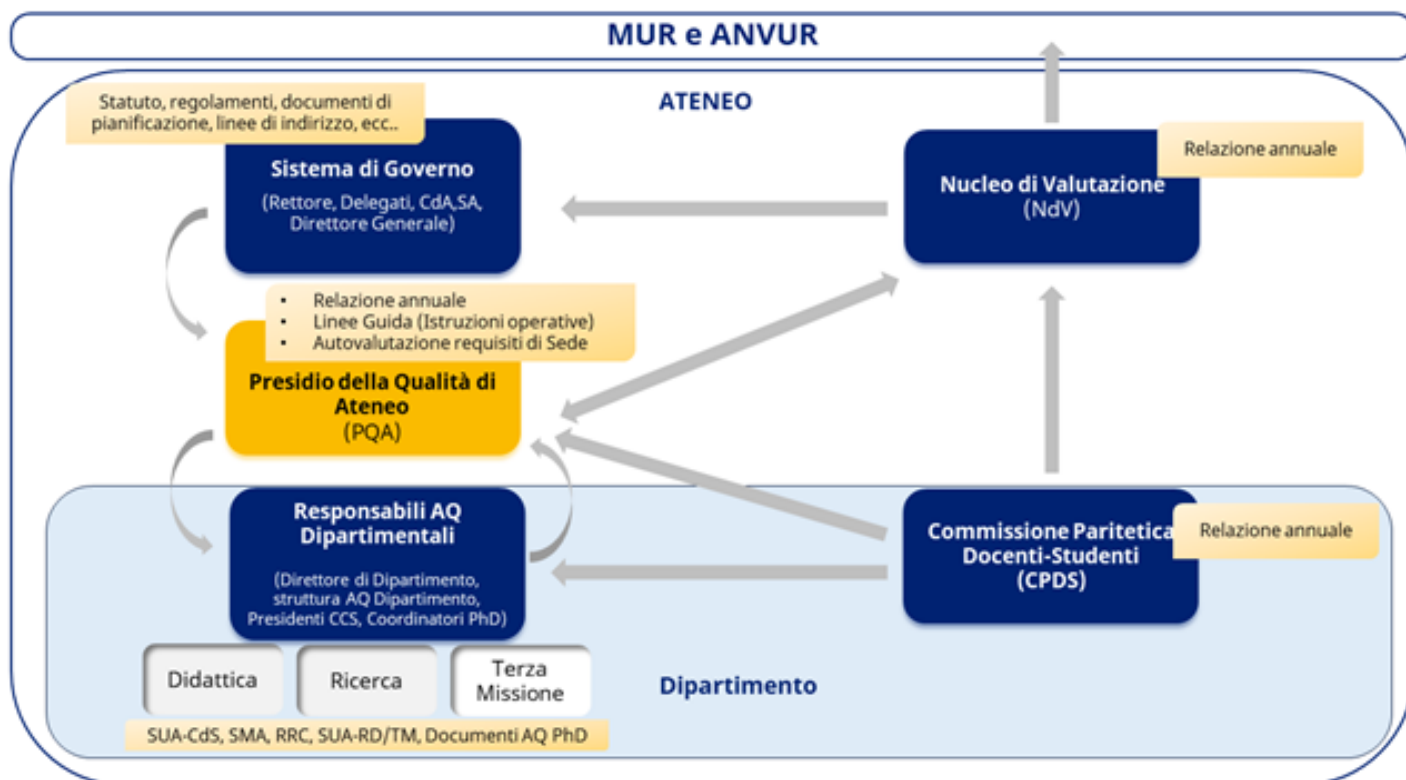 MUR e ANVUR
ATENEO
Statuto, regolamenti, documenti di
pianificazione, linee di indirizzo, ecc..
Sistema di Governo
(Rettore, Delegati, CdA,SA,
Direttore Generale)
Relazione annuale
Nucleo di Valutazione
(NdV)
• Relazione annuale
• Linee Guida (Istruzioni operative)
• Autovalutazione requisiti di Sede
Presidio della Qualità di
Ateneo
(PQA)
Responsabili AQ
Dipartimentali
(Direttore di Dipartimento,
struttura AQ Dipartimento,
Presidenti CCS, Coordinatori PhD)
Commissione Paritetica
Docenti-Studenti
(CPDS)
Relazione annuale
Didattica
Ricerca
Terza
Missione
Dipartimento
SUA-CdS, SMA, RRC, SUA-RD/TM, Documenti AQ PhD